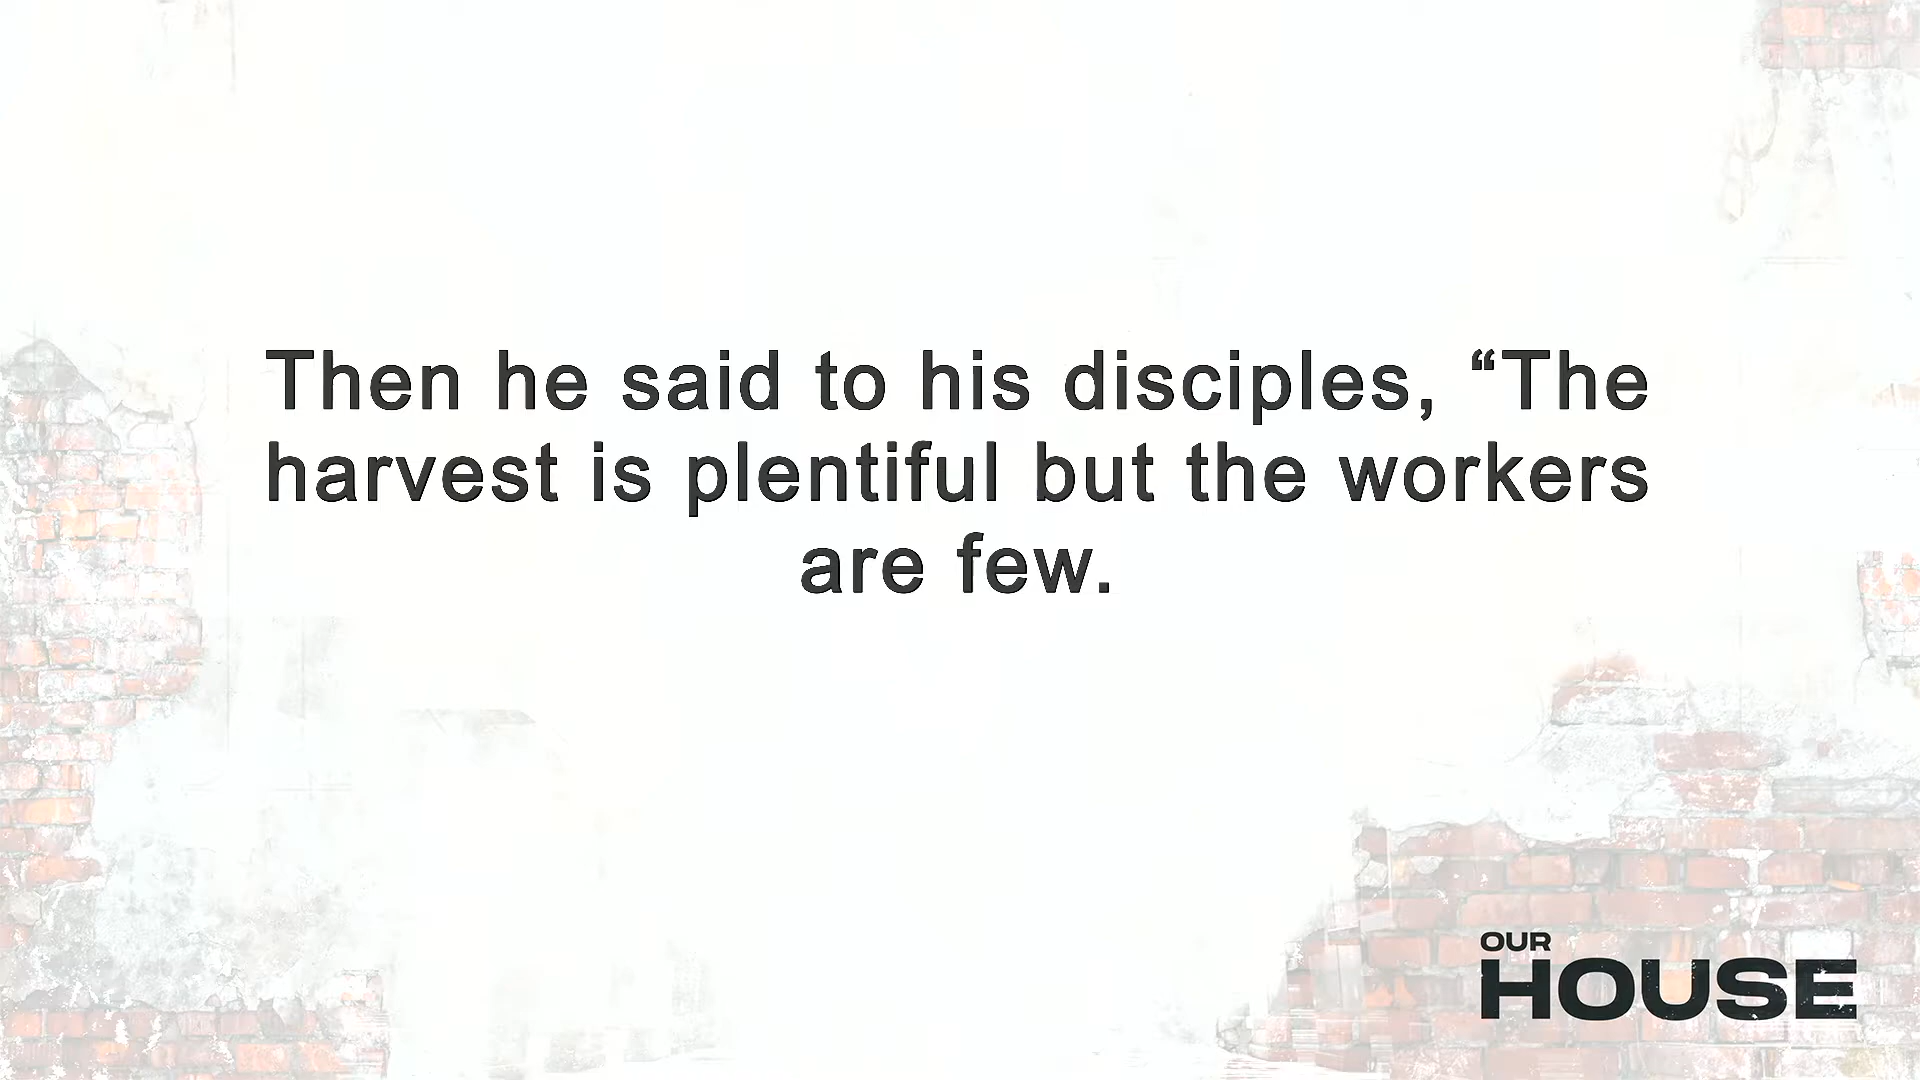 Then he said to his disciples, “The
harvest is plentiful but the workers
are few.
OUR
HOUSE